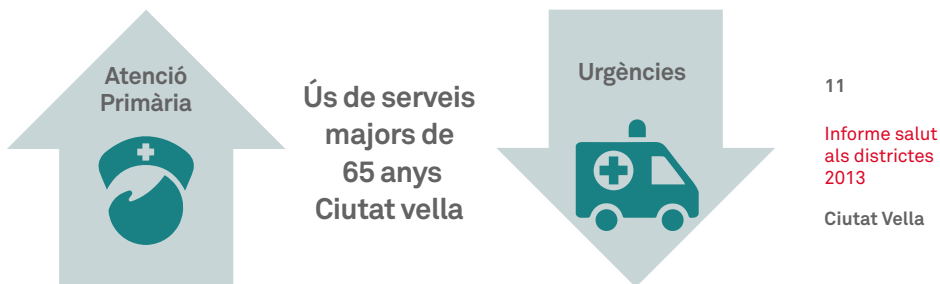 Atenció
Primària
Ús de serveis
majors de
65 anys
Ciutat vella
Urgències
11
Informe salut
als districtes
2013
Ciutat Vella